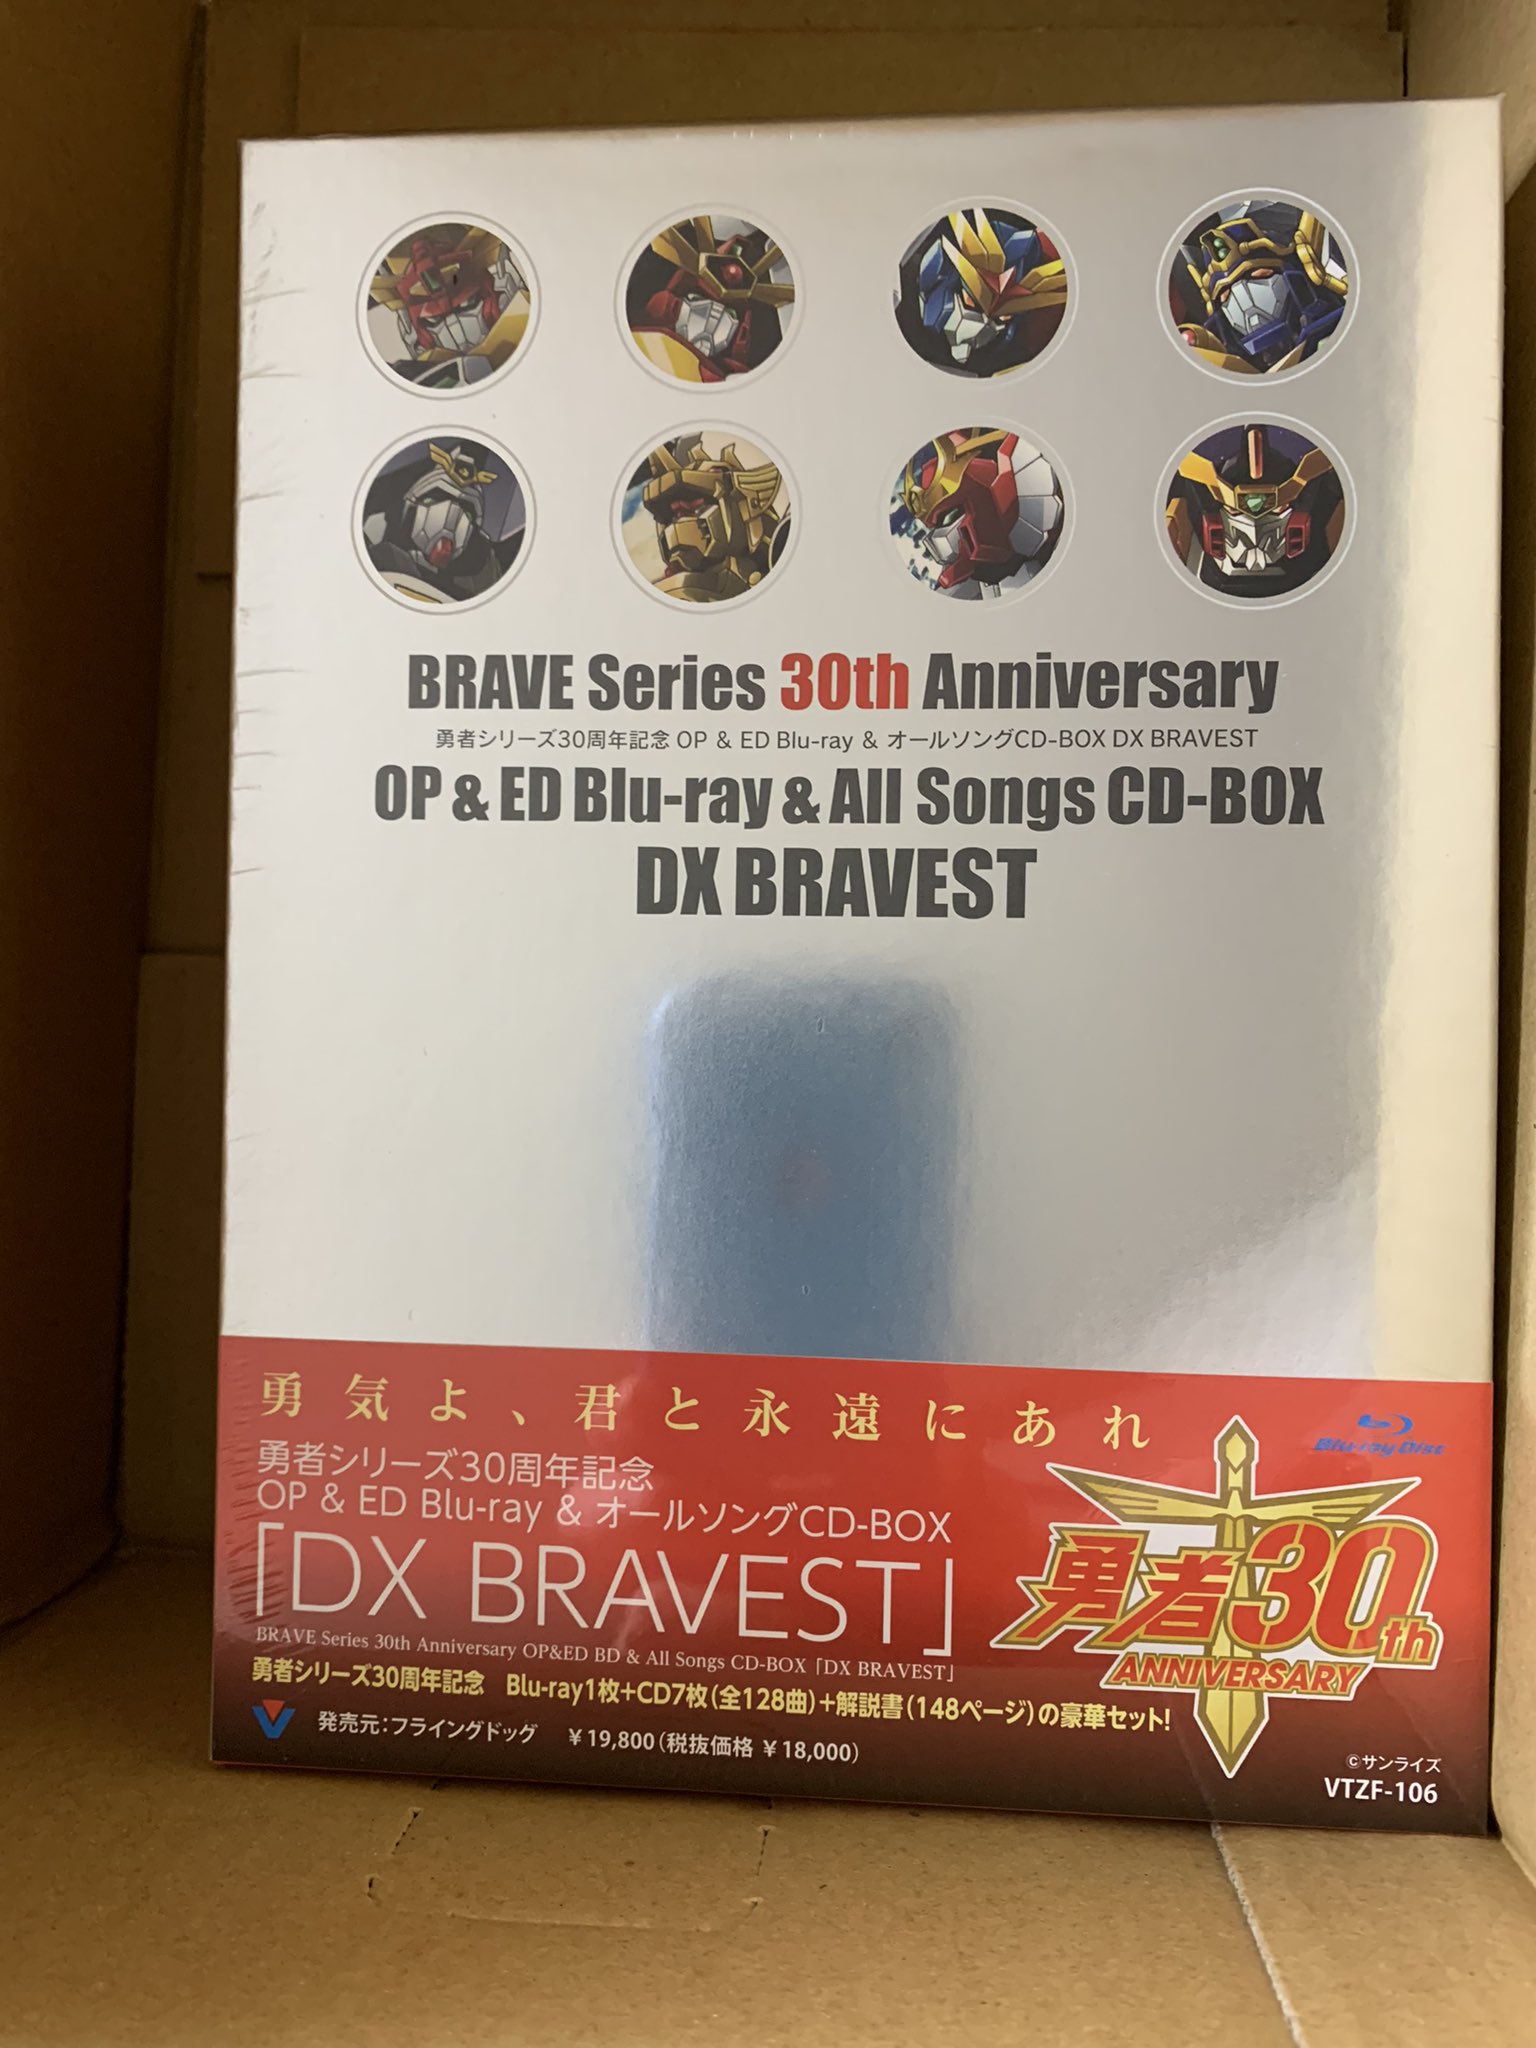 BRAVE Series 30th Anniversary
勇者シリーズ30周年記念 OP & ED Blu-ray & オールソングCD-BOX DX BRAVEST
OP & ED Blu-ray & All Songs CD-BOX
DX BRAVEST
勇気よ、君と永遠にあれ
Blu-ray Disc
勇者シリーズ30周年記念
OP & ED Blu-ray & オールソングCD-BOX
「DX BRAVEST」
BRAVE Series 30th Anniversary OP&ED BD & All Songs CD-BOX「DX BRAVEST」
勇者30th
ANNIVERSARY
勇者シリーズ30周年記念 Blu-ray1枚+CD7枚(全128曲)+解説書(148ページ)の豪華セット!
発売元:フライングドッグ ¥19,800(税抜価格 ¥18,000)
©サンライズ
VTZF-106